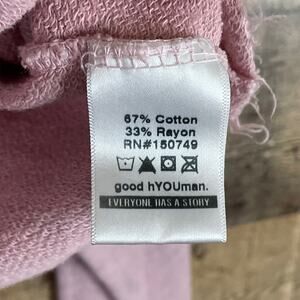 67% Cotton
33% Rayon
RN#150749
good hYOUman.
EVERYONE HAS A STORY